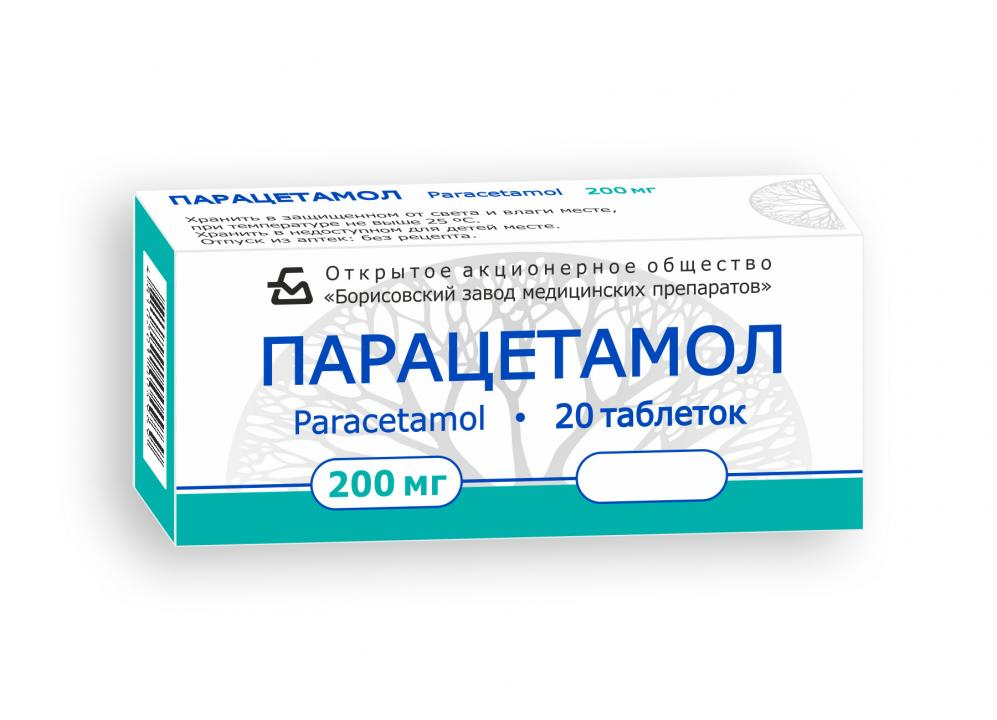 ПАРАЦЕТАМОЛ Paracetamol 200 мг
Хранить в защищенном от света и влаги месте,
при температуре не выше 25 ºС.
Хранить в недоступном для детей месте.
Отпуск из аптек: без рецепта.
Открытое акционерное общество
«Борисовский завод медицинских препаратов»
ПАРАЦЕТАМОЛ
Paracetamol • 20 таблеток
200 мг